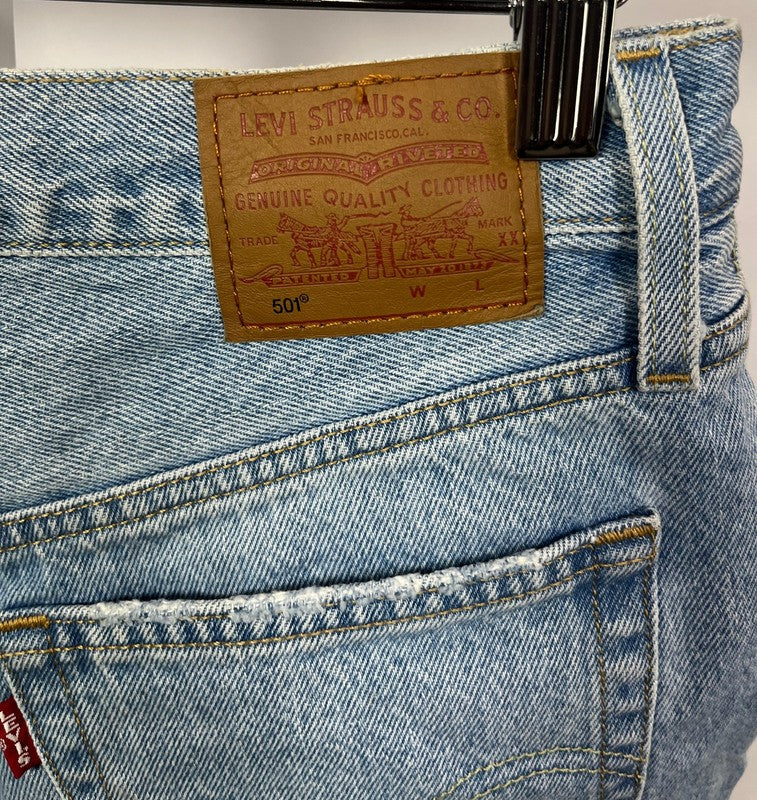 LEVI STRAUSS & CO.
SAN FRANCISCO, CAL.
ORIGINAL RIVETED
GENUINE QUALITY CLOTHING
TRADE MARK
XX
PATENTED MAY 20 1873
501® W L
LEVI'S
®